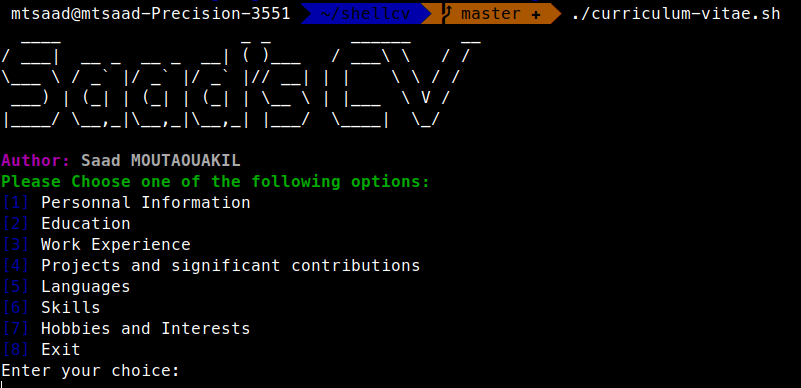 mtsaad@mtsaad-Precision-3551 ~/shellcv master + ./curriculum-vitae.sh
Saad's CV
Author: Saad MOUTAOUAKIL
Please Choose one of the following options:
[1] Personnal Information
[2] Education
[3] Work Experience
[4] Projects and significant contributions
[5] Languages
[6] Skills
[7] Hobbies and Interests
[8] Exit
Enter your choice: